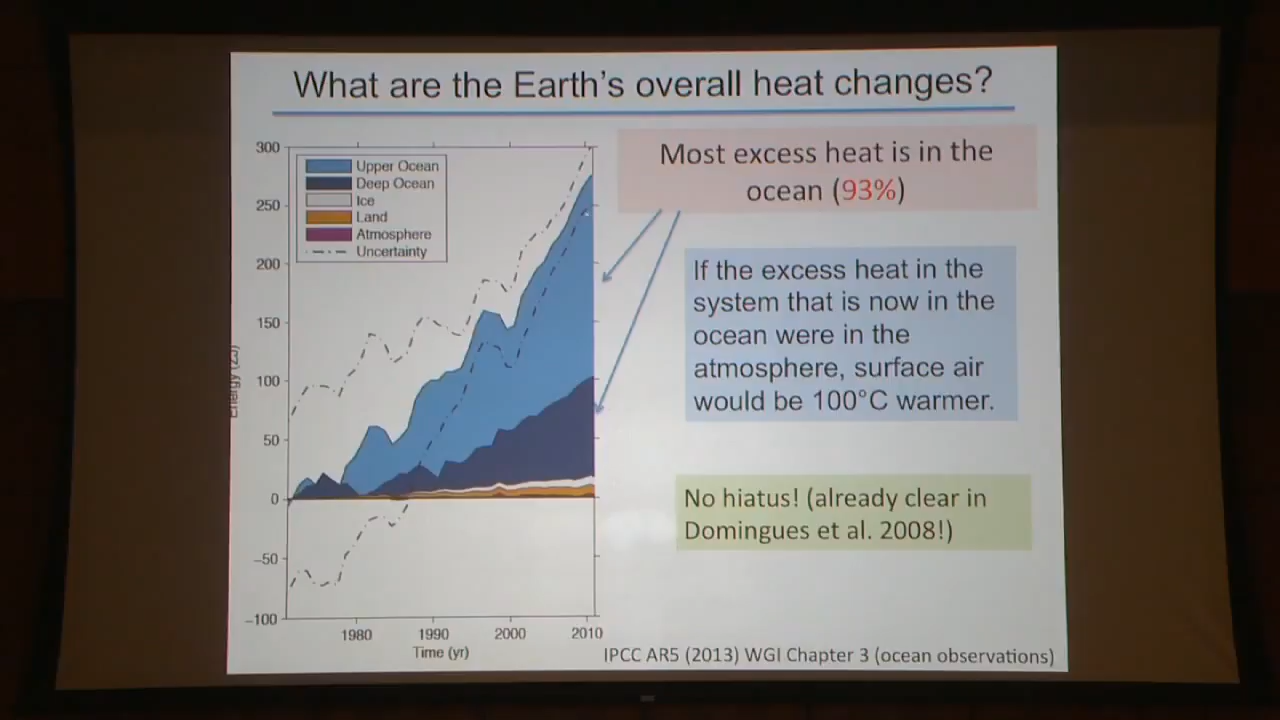 What are the Earth's overall heat changes?
300
250
200
150
100
50
0
−50
−100
Energy (ZJ)
Upper Ocean
Deep Ocean
Ice
Land
Atmosphere
Uncertainty
1980 1990 2000 2010
Time (yr)
Most excess heat is in the
ocean (93%)
If the excess heat in the
system that is now in the
ocean were in the
atmosphere, surface air
would be 100°C warmer.
No hiatus! (already clear in
Domingues et al. 2008!)
IPCC AR5 (2013) WGI Chapter 3 (ocean observations)